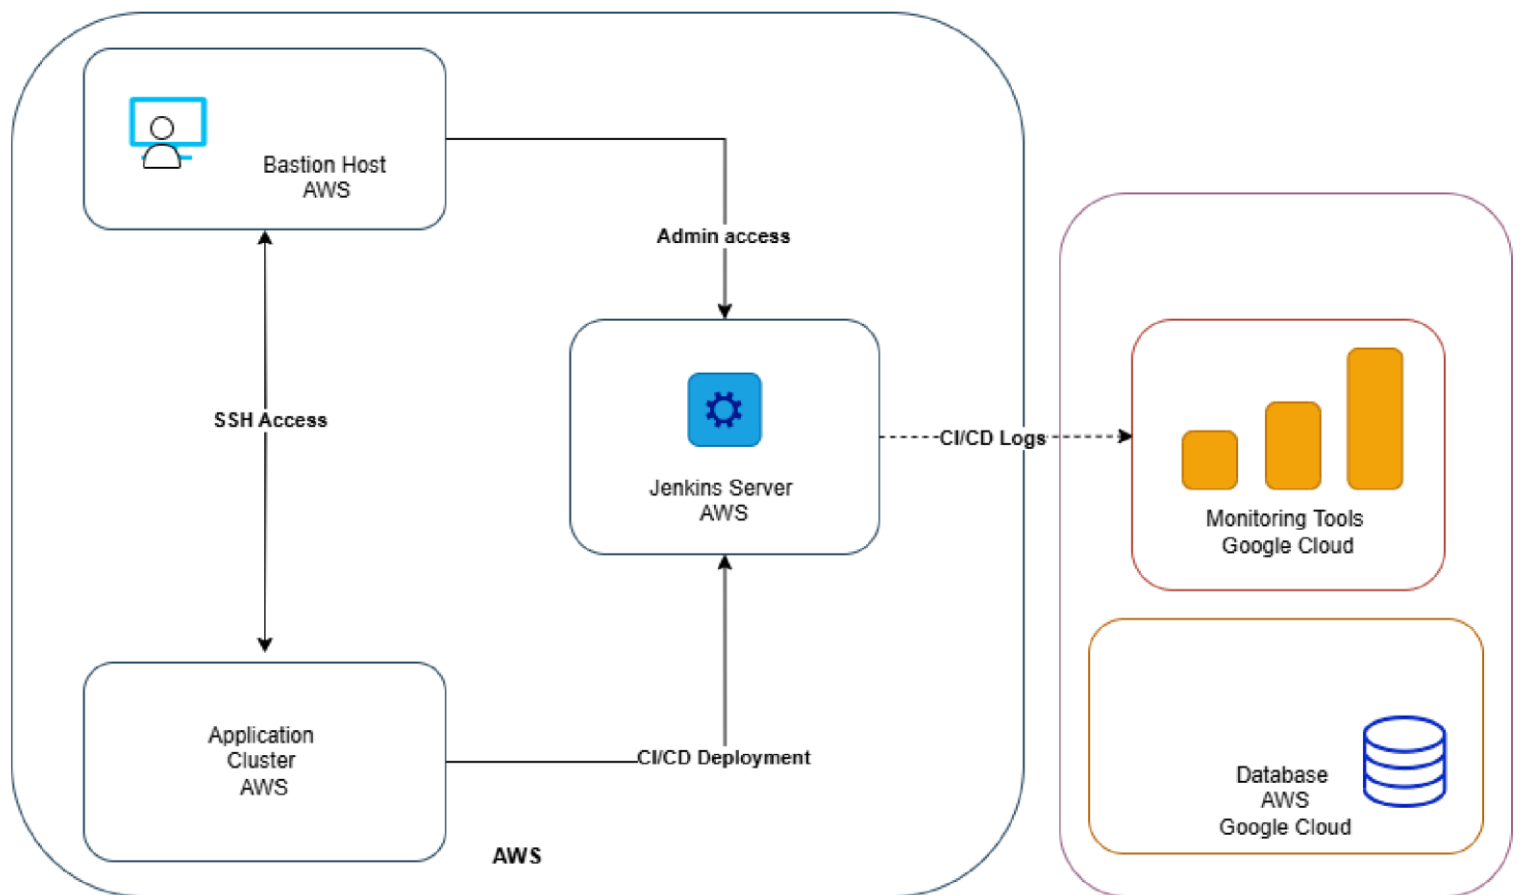 Bastion Host
AWS
Admin access
SSH Access
Jenkins Server
AWS
CI/CD Logs
Monitoring Tools
Google Cloud
Application
Cluster
AWS
CI/CD Deployment
Database
AWS
Google Cloud
AWS